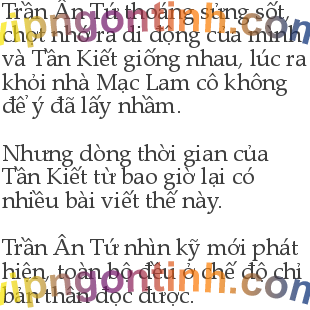 Trần Ân Tứ thoáng sửng sốt,
chợt nhớ ra di động của mình
và Tần Kiết giống nhau, lúc ra
khỏi nhà Mạc Lam cô không
để ý đã lấy nhầm.
Nhưng dòng thời gian của
Tần Kiết từ bao giờ lại có
nhiều bài viết thế này.
Trần Ân Tứ nhìn kỹ mới phát
hiện, toàn bộ đều ở chế độ chỉ
bản thân đọc được.
vipngontinh.com
vipngontinh.com